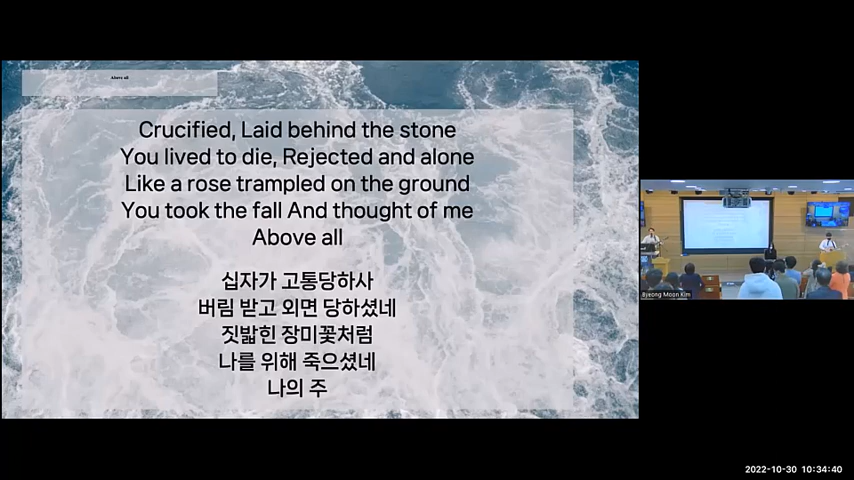 Above all
Crucified, Laid behind the stone
You lived to die, Rejected and alone
Like a rose trampled on the ground
You took the fall And thought of me
Above all
십자가 고통당하사
버림 받고 외면 당하셨네
짓밟힌 장미꽃처럼
나를 위해 죽으셨네
나의 주
Byeong Moon Kim
2022-10-30 10:34:40